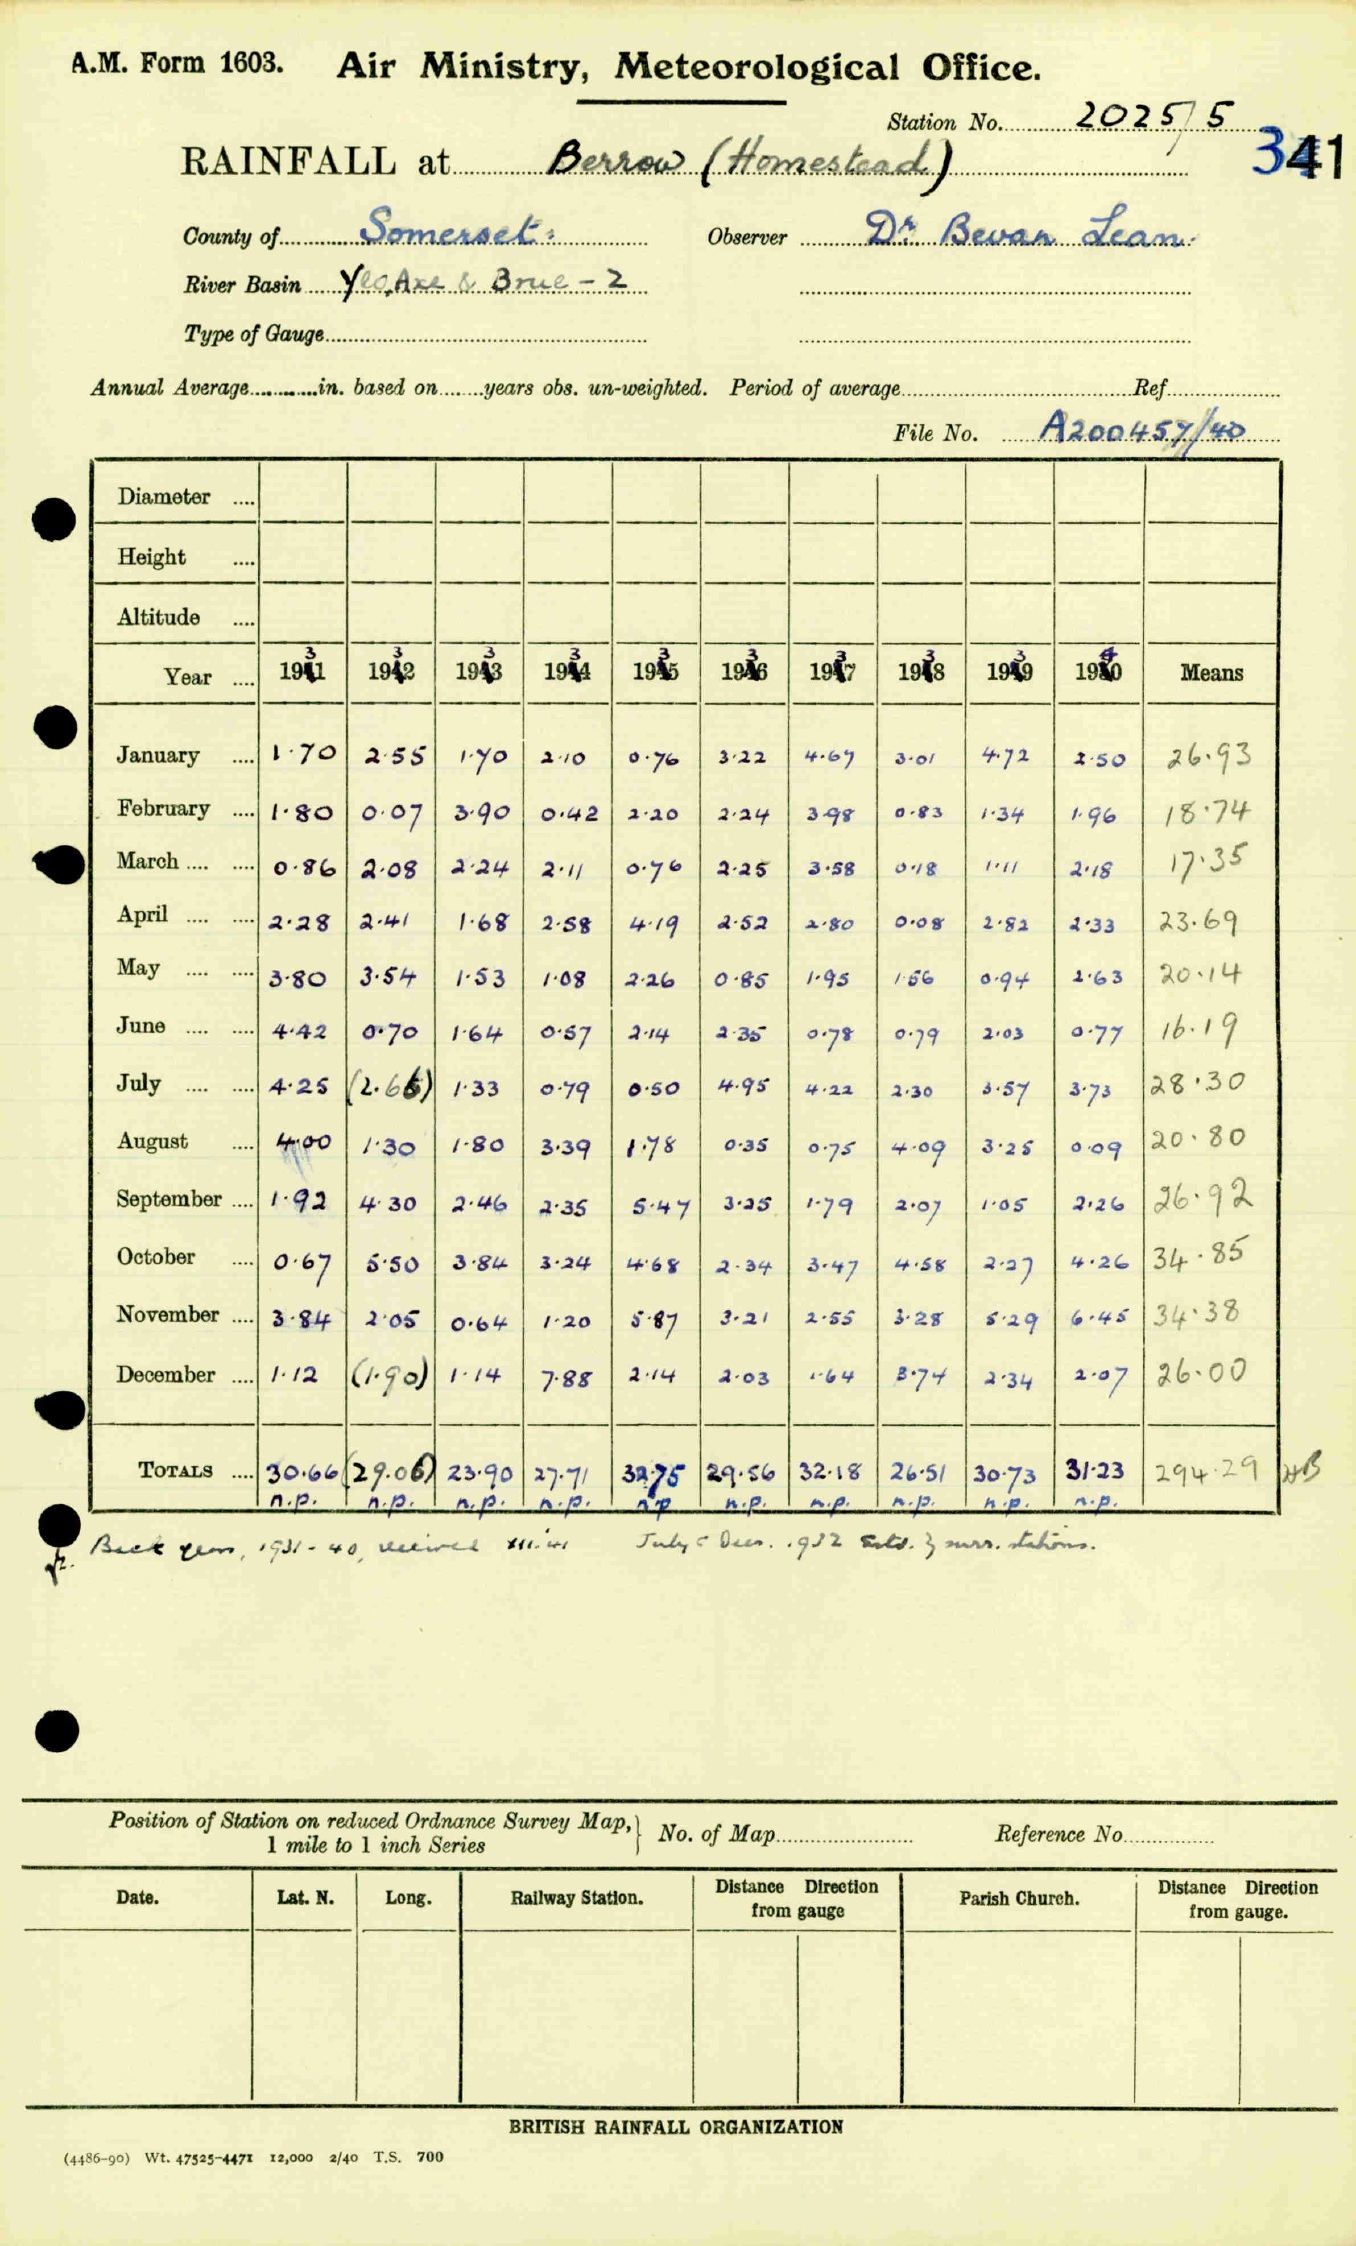 A.M. Form 1603. Air Ministry, Meteorological Office.
Station No. 2025/5
341
RAINFALL at Berrow (Homestead)
County of Somerset. Observer Dr Bevan Lean.
River Basin Yeo, Axe & Brue - 2
Type of Gauge
Annual Average in. based on years obs. un-weighted. Period of average Ref
File No. A200457/40
Diameter
Height
Altitude
Year 1931 1932 1933 1934 1935 1936 1937 1938 1939 1940 Means
January 1.70 2.55 1.70 2.10 0.76 3.22 4.67 3.01 4.72 2.50 26.93
February 1.80 0.07 3.90 0.42 2.20 2.24 3.98 0.83 1.34 1.96 18.74
March 0.86 2.08 2.24 2.11 0.76 2.25 3.58 0.18 1.11 2.18 17.35
April 2.28 2.41 1.68 2.58 4.19 2.52 2.80 0.08 2.82 2.33 23.69
May 3.80 3.54 1.53 1.08 2.26 0.85 1.95 1.56 0.94 2.63 20.14
June 4.42 0.70 1.64 0.57 2.14 2.35 0.78 0.79 2.03 0.77 16.19
July 4.25 (2.66) 1.33 0.79 0.50 4.95 4.22 2.30 3.57 3.73 28.30
August 4.00 1.30 1.80 3.39 1.78 0.35 0.75 4.09 3.25 0.09 20.80
September 1.92 4.30 2.46 2.35 5.47 3.25 1.79 2.07 1.05 2.26 26.92
October 0.67 5.50 3.84 3.24 4.68 2.34 3.47 4.58 2.27 4.26 34.85
November 3.84 2.05 0.64 1.20 5.87 3.21 2.55 3.28 5.29 6.45 34.38
December 1.12 (1.90) 1.14 7.88 2.14 2.03 1.64 3.74 2.34 2.07 26.00
TOTALS 30.66 (29.06) 23.90 27.71 32.75 29.56 32.18 26.51 30.73 31.23 294.29
n.p. n.p. n.p. n.p. n.p n.p. n.p. n.p. n.p. n.p.
Back years, 1931-40, received xii.41 July & Dec. 1932 surr. stations.
Position of Station on reduced Ordnance Survey Map, } No. of Map Reference No
1 mile to 1 inch Series
Date. Lat. N. Long. Railway Station. Distance Direction Parish Church. Distance Direction
from gauge from gauge.
BRITISH RAINFALL ORGANIZATION
(4486-90) Wt. 47525-4471 12,000 2/40 T.S. 700